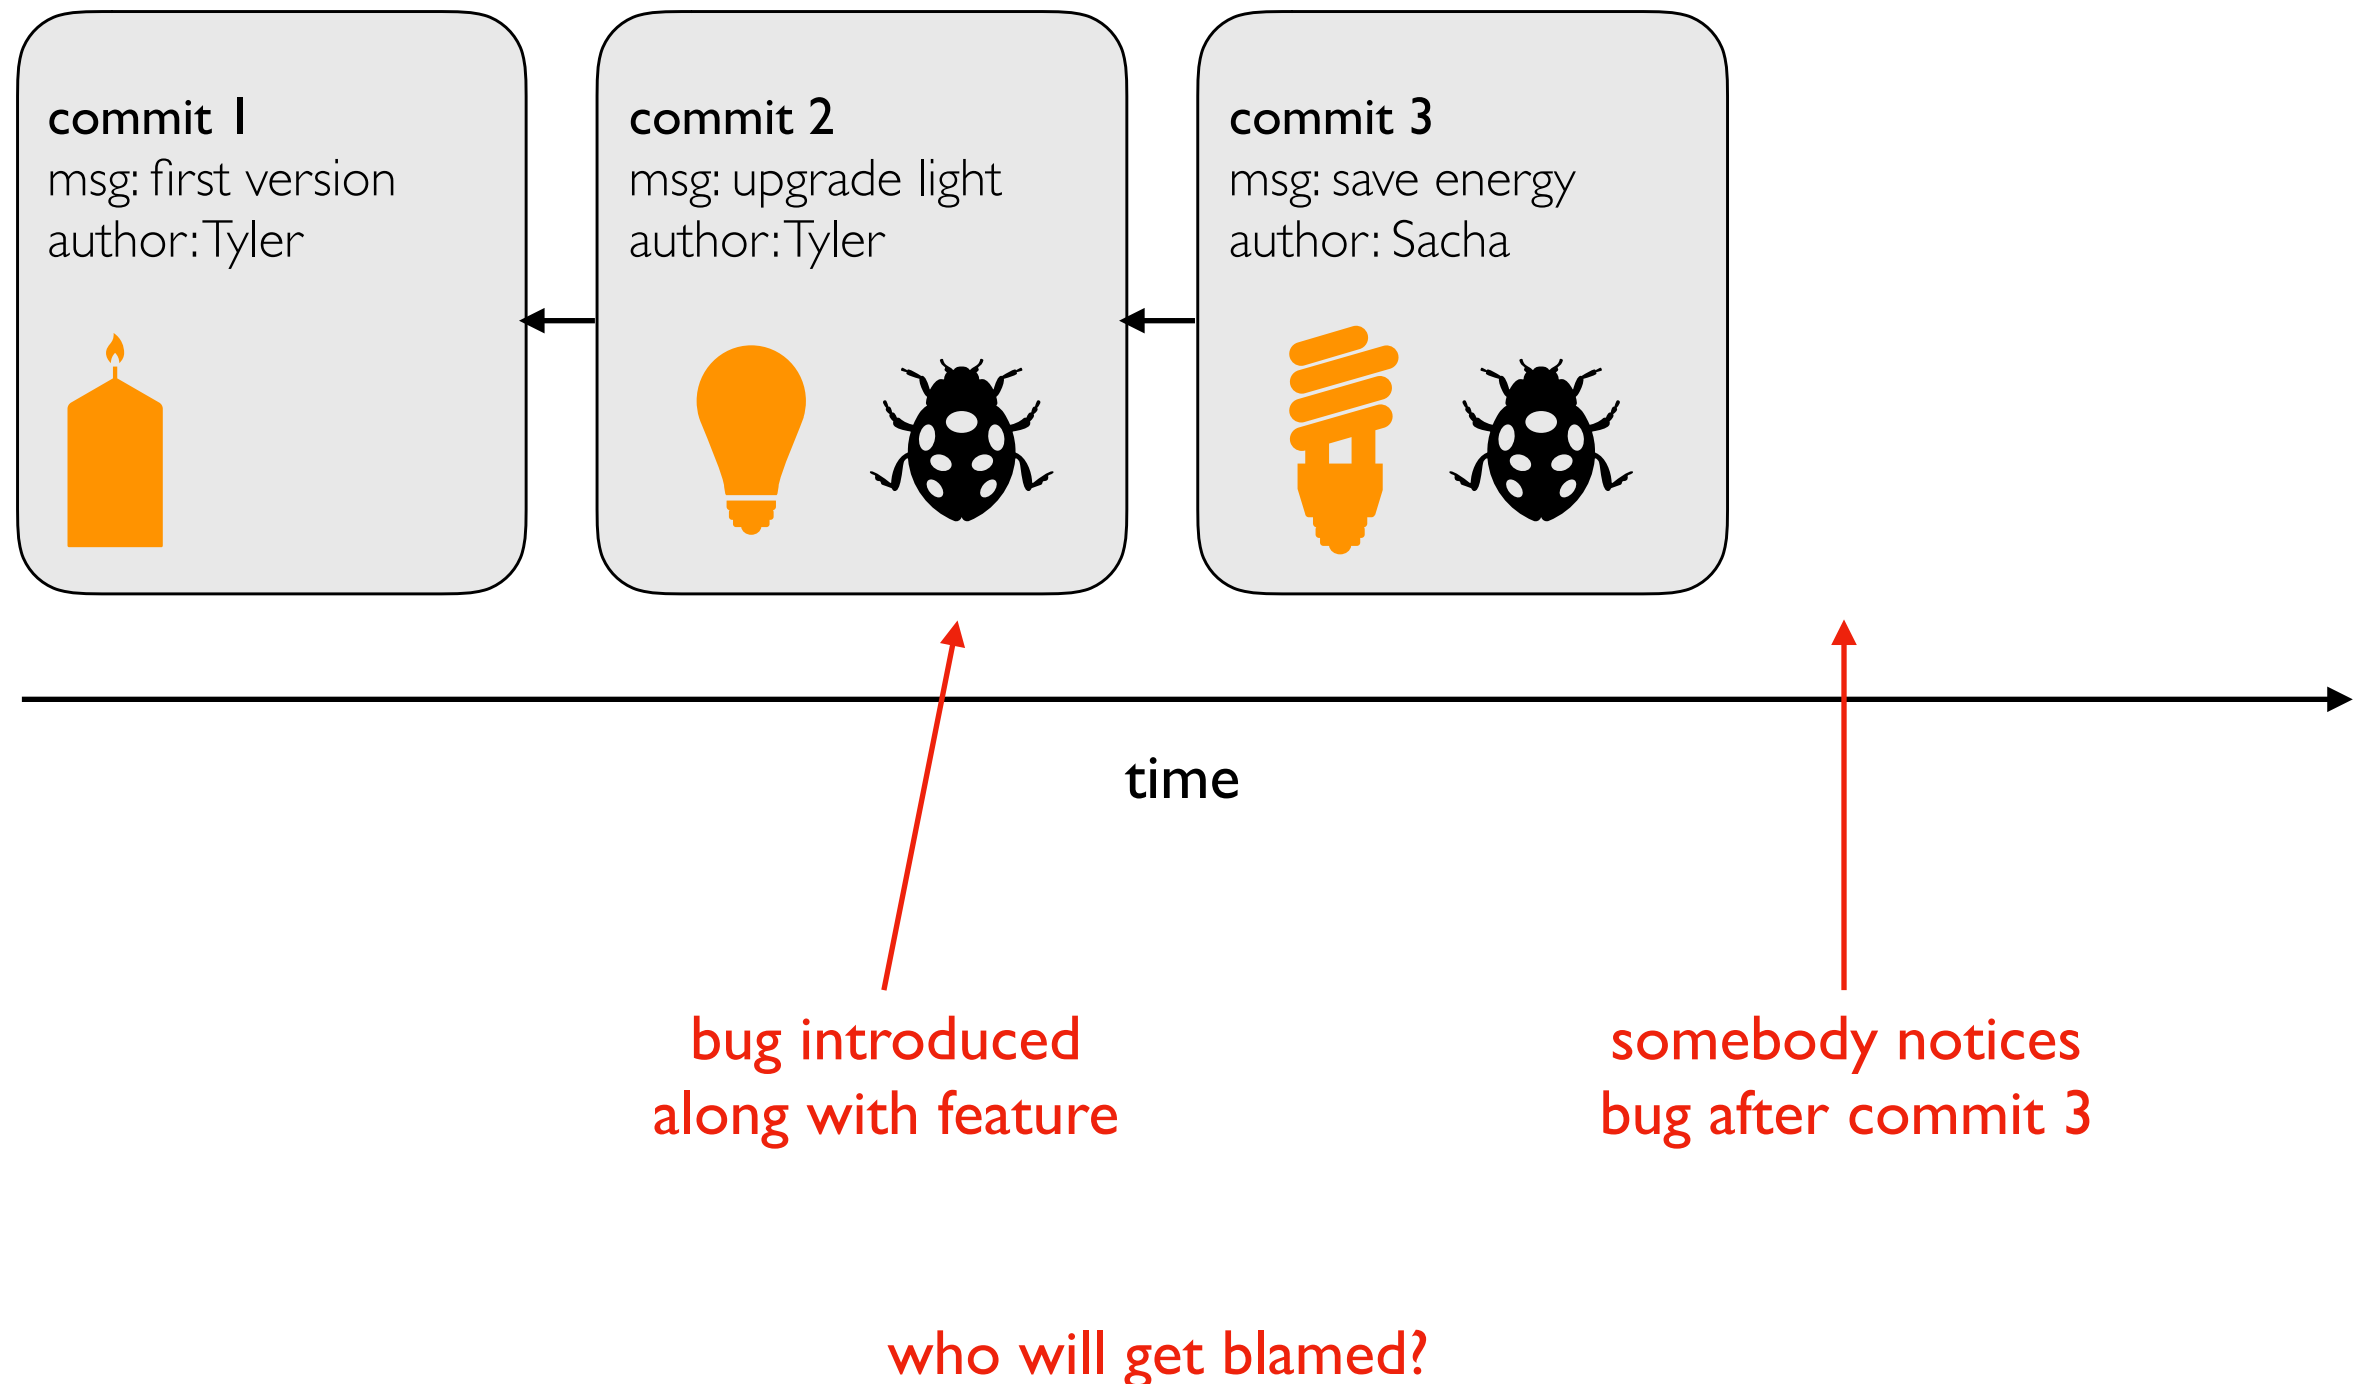 commit 1
msg: first version
author: Tyler
commit 2
msg: upgrade light
author: Tyler
commit 3
msg: save energy
author: Sacha
time
bug introduced
along with feature
somebody notices
bug after commit 3
who will get blamed?